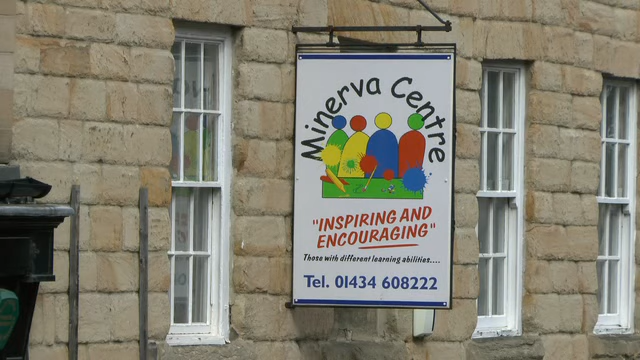 Minerva Centre
"INSPIRING AND
ENCOURAGING"
Those with different learning abilities....
Tel. 01434 608222